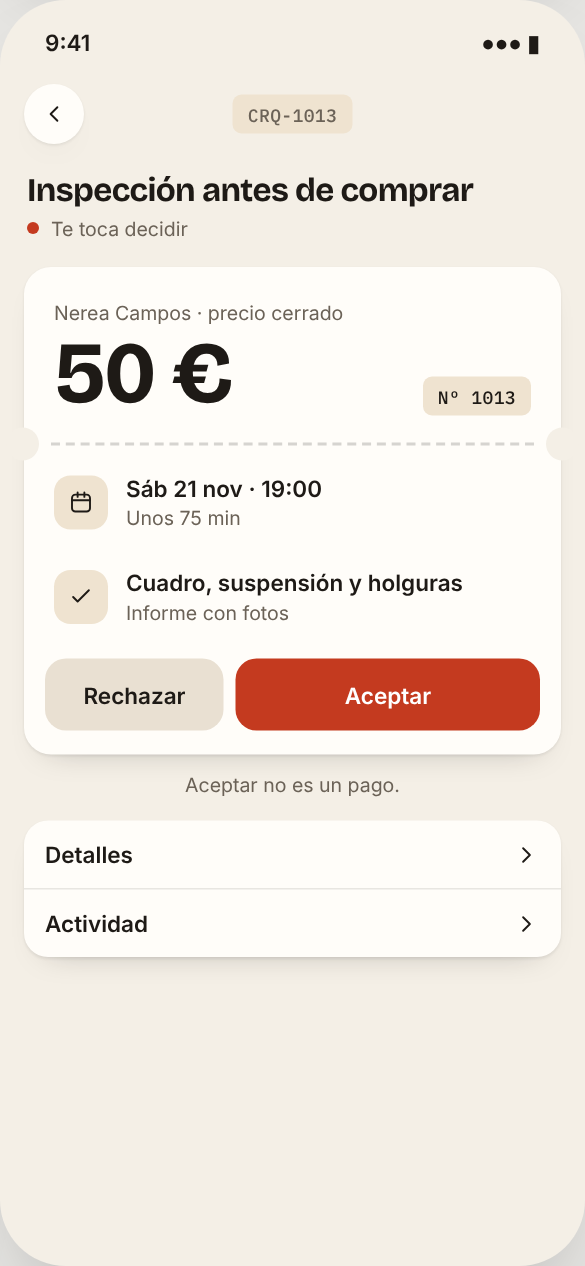 9:41
CRQ-1013
Inspección antes de comprar
Te toca decidir
Nerea Campos · precio cerrado
50 €
Nº 1013
Sáb 21 nov · 19:00
Unos 75 min
Cuadro, suspensión y holguras
Informe con fotos
Rechazar
Aceptar
Aceptar no es un pago.
Detalles
Actividad